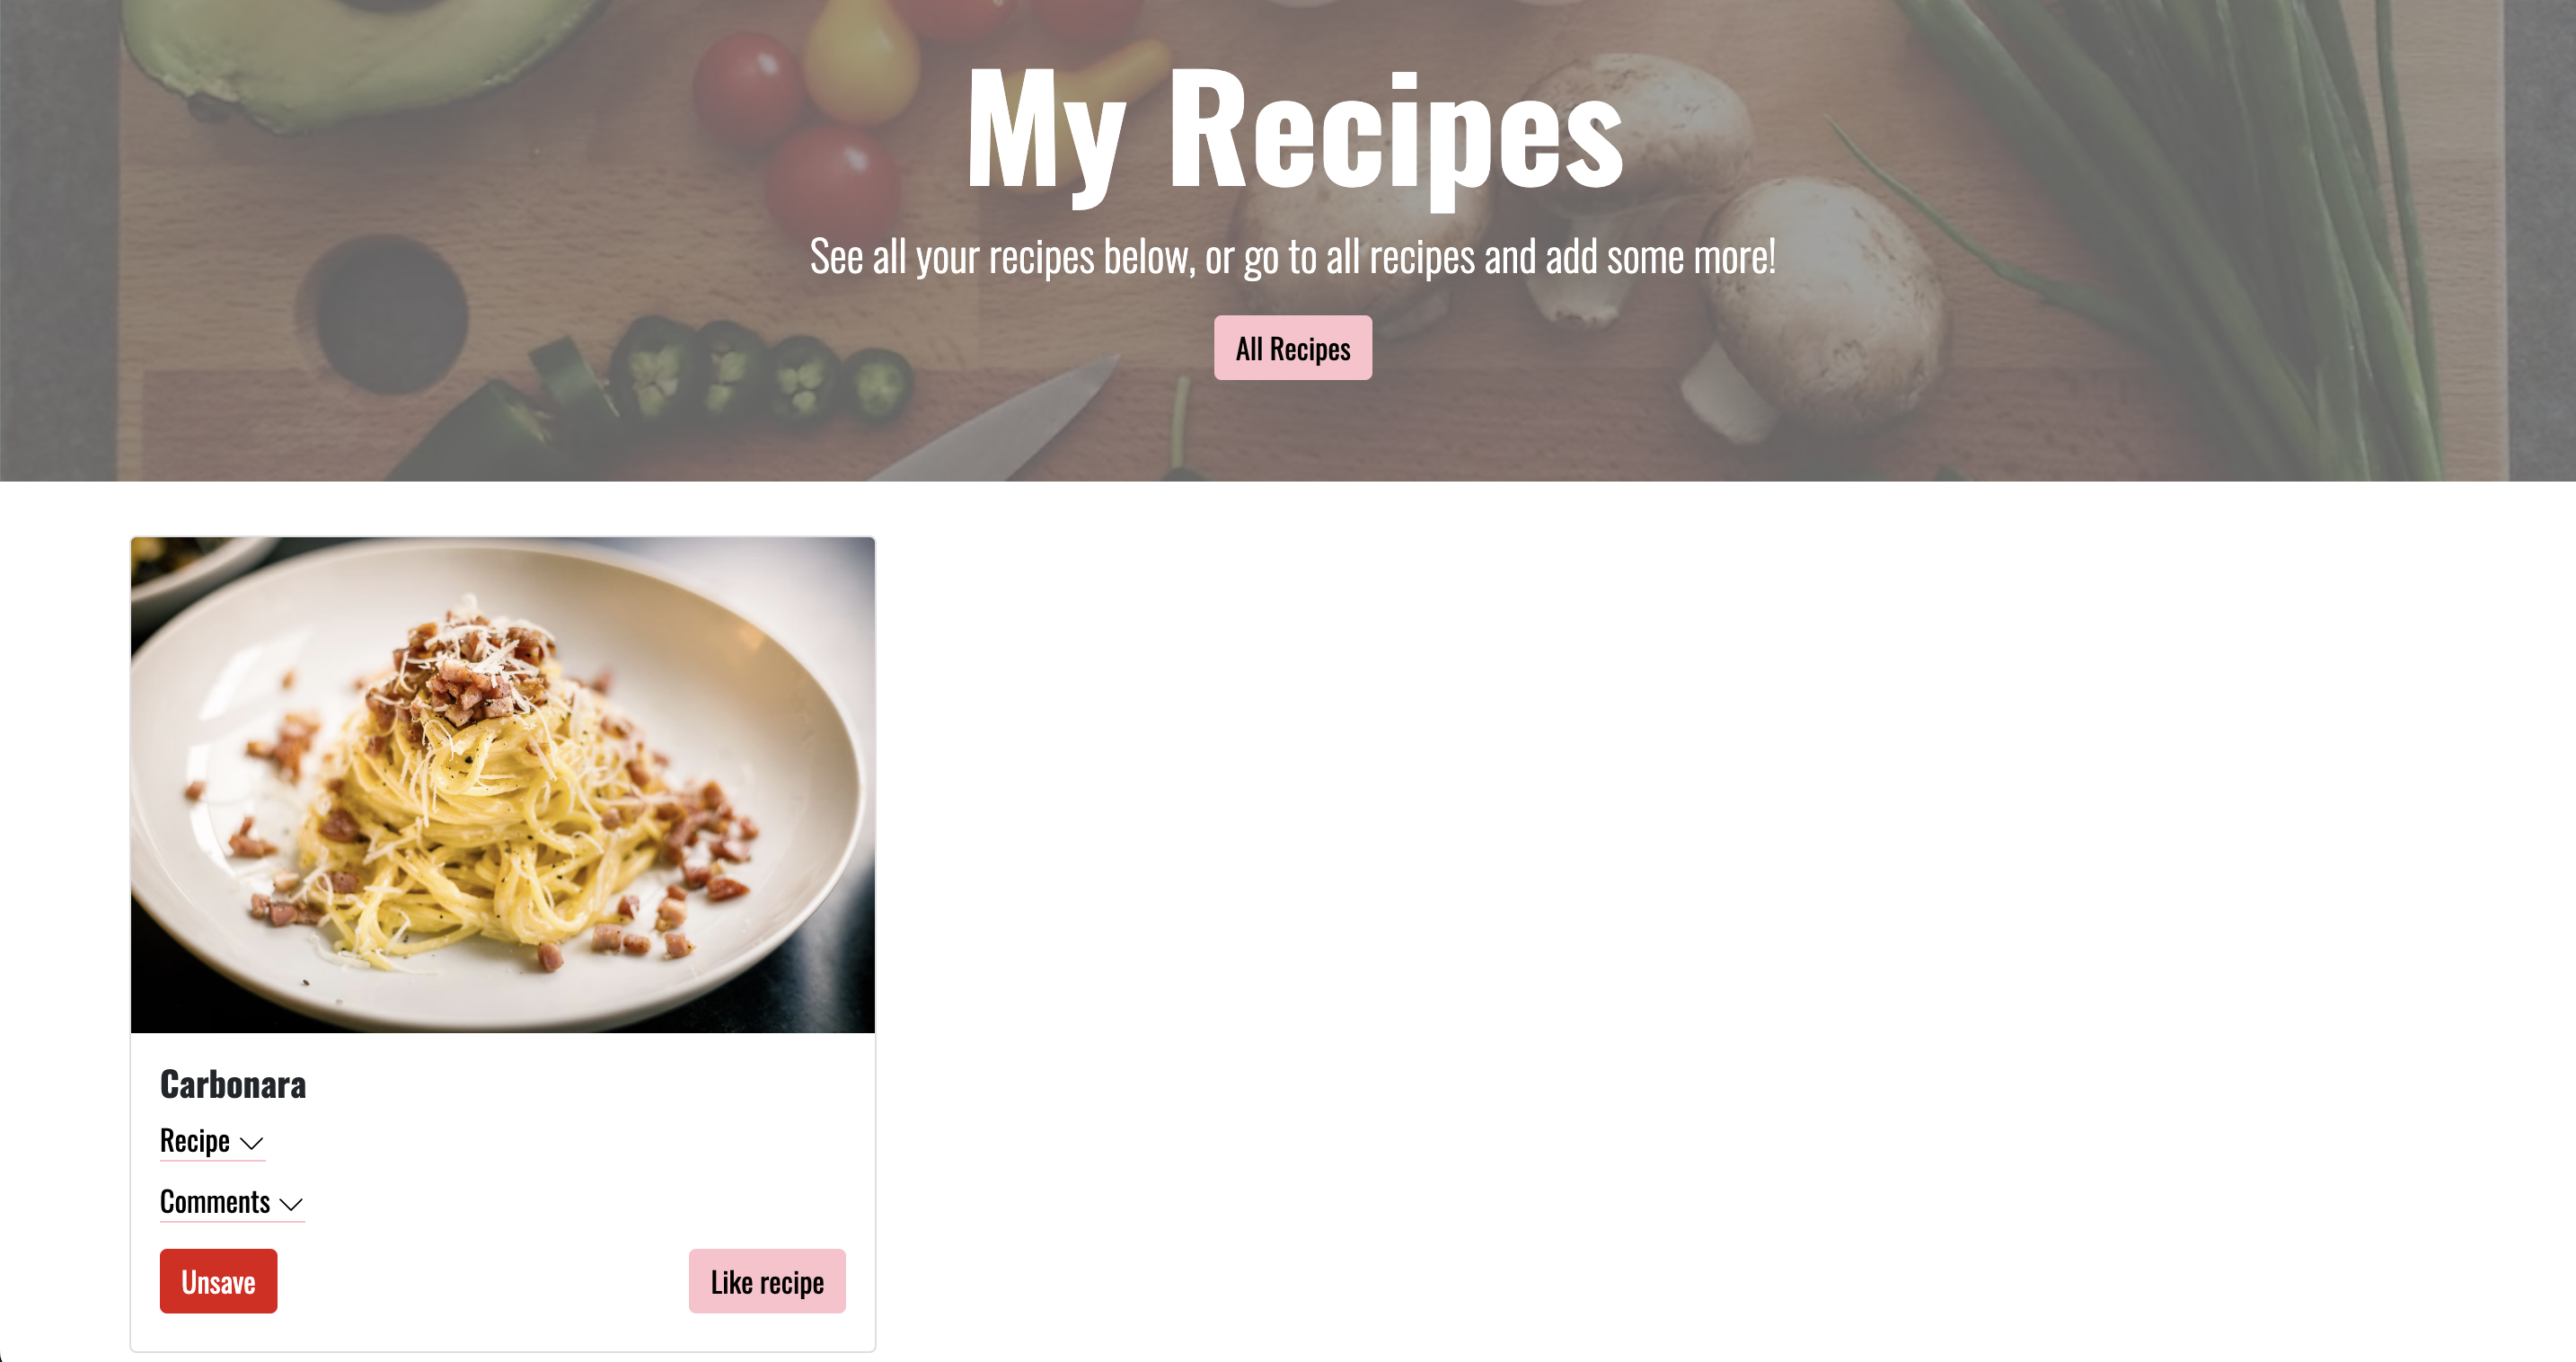 My Recipes
See all your recipes below, or go to all recipes and add some more!
All Recipes
Carbonara
Recipe
Comments
Unsave
Like recipe